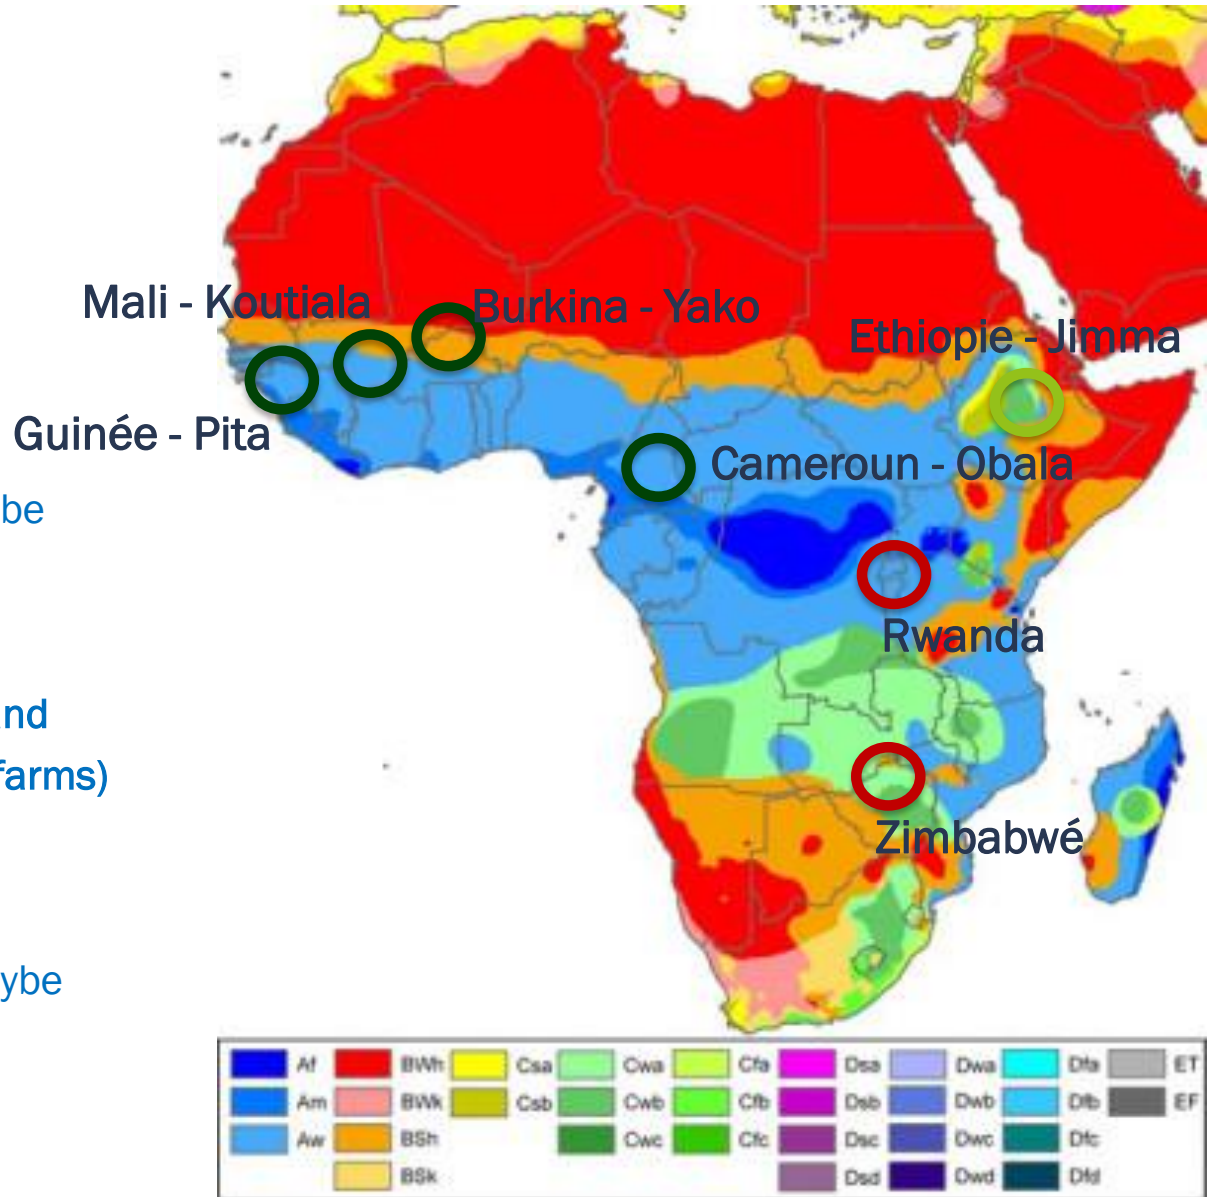 Mali - Koutiala
Burkina - Yako
Ethiopie - Jimma
Guinée - Pita
Cameroun - Obala
be
Rwanda
nd
farms)
Zimbabwé
ybe
Af BWh Csa Cwa Cfa Dsa Dwa Dfa ET
Am BWk Csb Cwb Cfb Dsb Dwb Dfb EF
Aw BSh Cwc Cfc Dsc Dwc Dfc
BSk Dsd Dwd Dfd